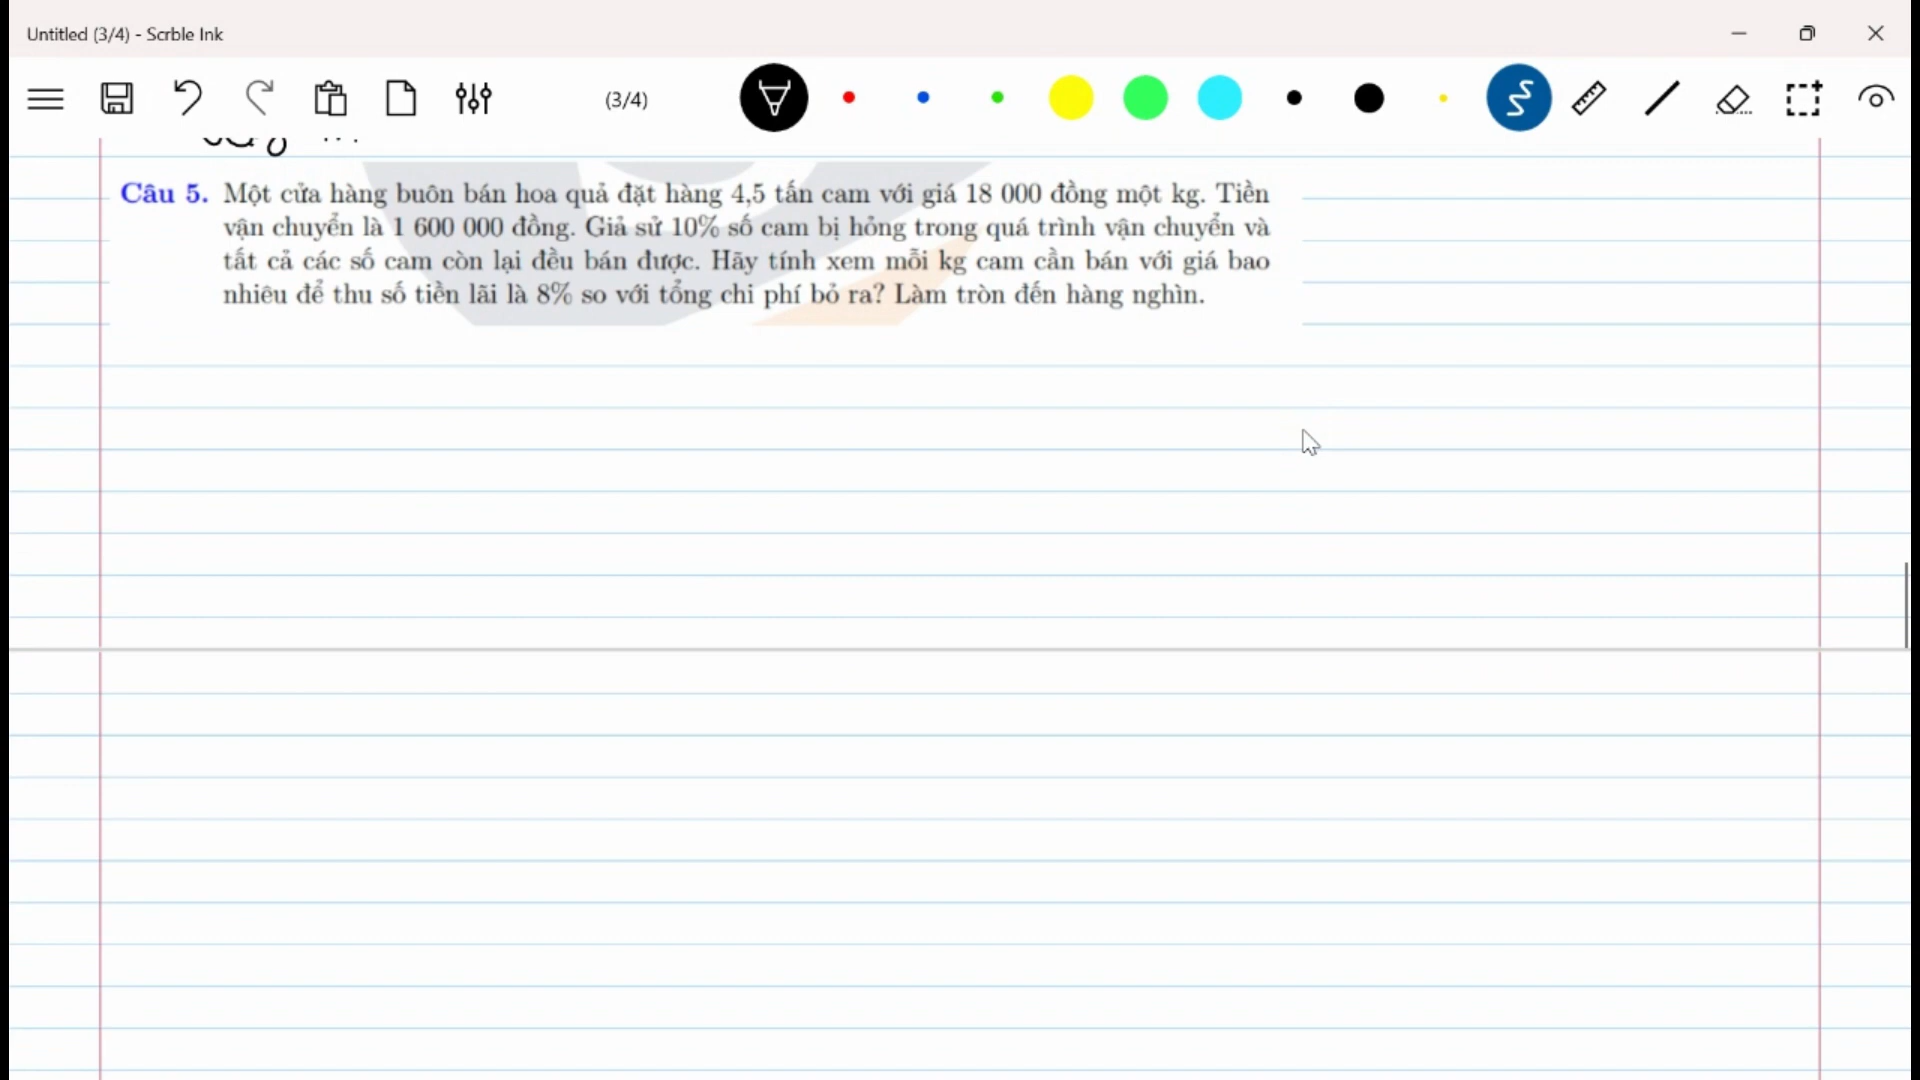 Untitled (3/4) - Scrble Ink
(3/4)
Câu 5. Một cửa hàng buôn bán hoa quả đặt hàng 4,5 tấn cam với giá 18 000 đồng một kg. Tiền
vận chuyển là 1 600 000 đồng. Giả sử 10% số cam bị hỏng trong quá trình vận chuyển và
tất cả các số cam còn lại đều bán được. Hãy tính xem mỗi kg cam cần bán với giá bao
nhiêu để thu số tiền lãi là 8% so với tổng chi phí bỏ ra? Làm tròn đến hàng nghìn.